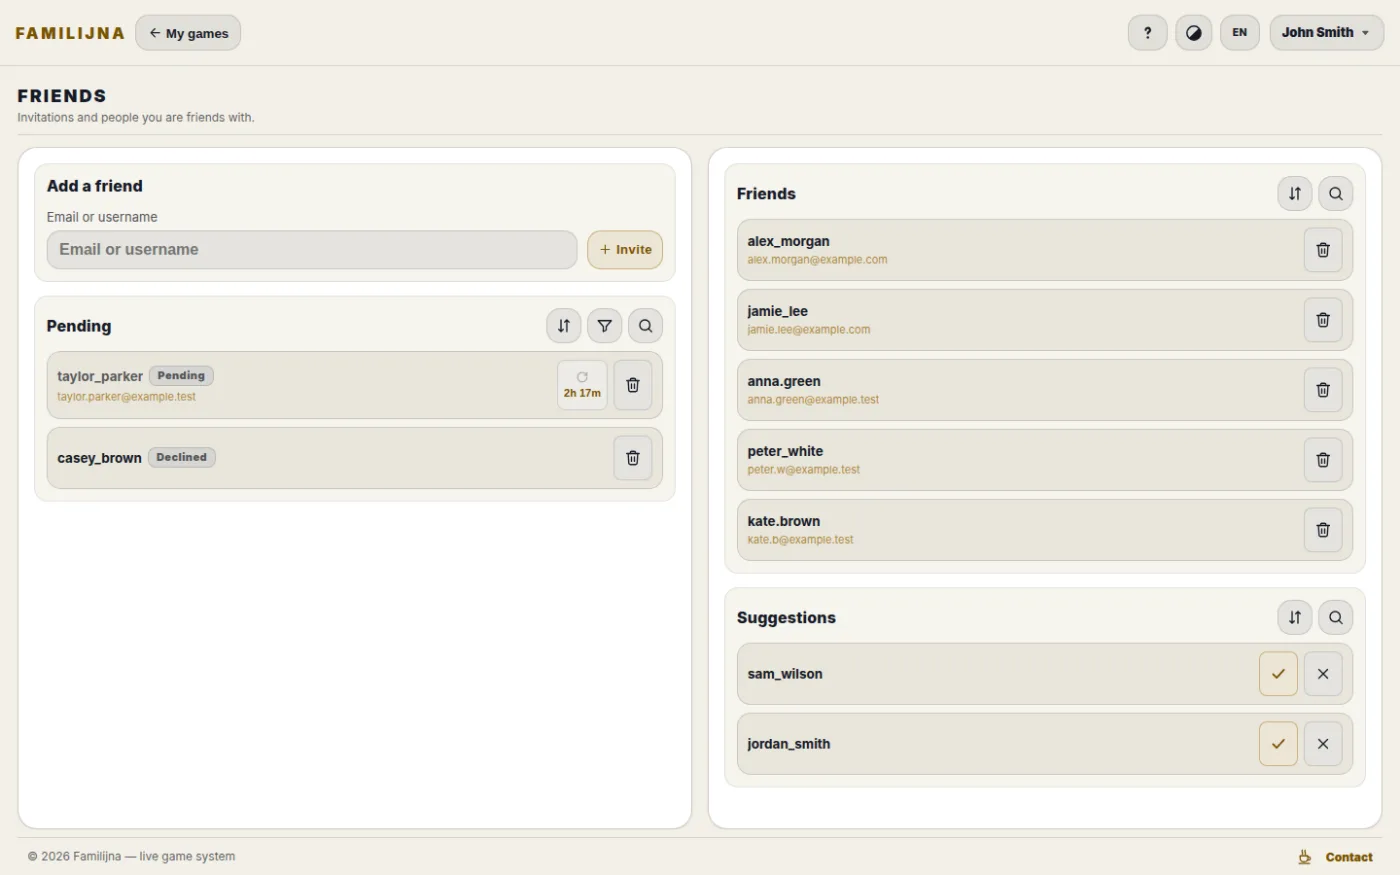 FAMILIJNA
← My games
?
EN
John Smith
FRIENDS
Invitations and people you are friends with.
Add a friend
Email or username
Email or username
+ Invite
Pending
taylor_parker Pending
taylor.parker@example.test
2h 17m
casey_brown Declined
Friends
alex_morgan
alex.morgan@example.com
jamie_lee
jamie.lee@example.com
anna.green
anna.green@example.test
peter_white
peter.w@example.test
kate.brown
kate.b@example.test
Suggestions
sam_wilson
jordan_smith
© 2026 Familijna — live game system
Contact